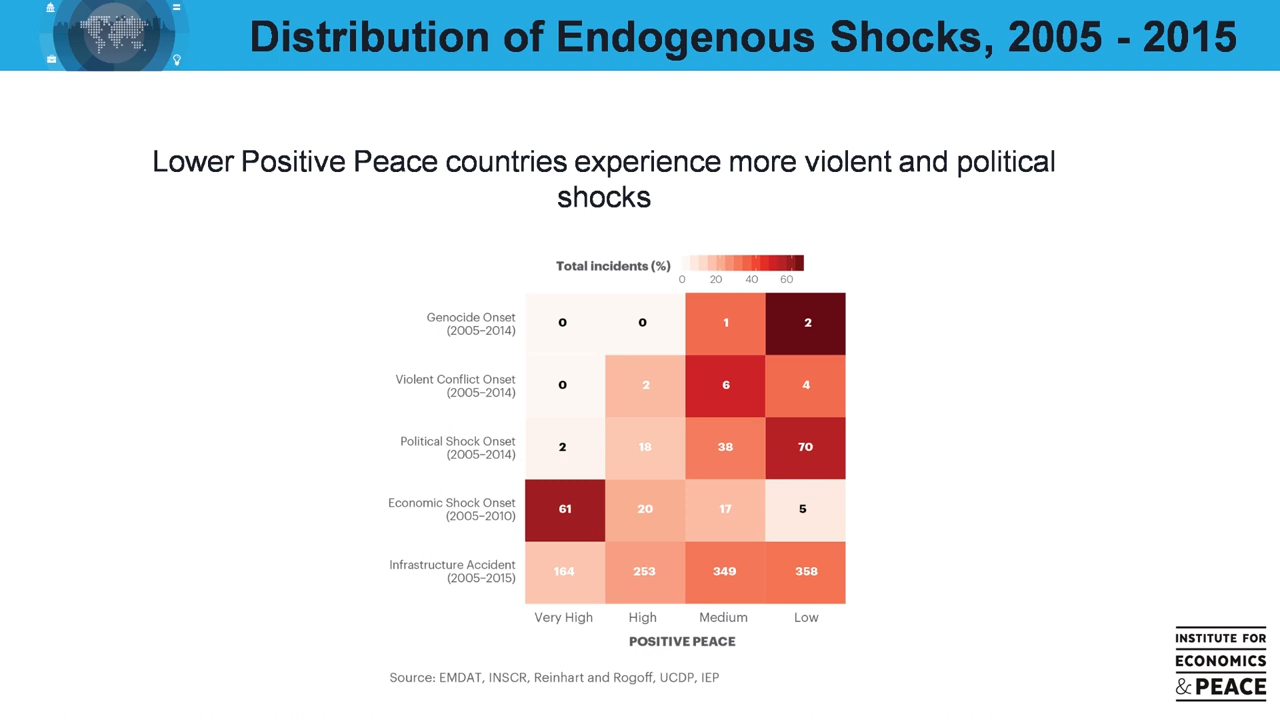 Distribution of Endogenous Shocks, 2005 - 2015
Lower Positive Peace countries experience more violent and political
shocks
Total incidents (%)
0 20 40 60
Genocide Onset
(2005–2014)
0 0 1 2
Violent Conflict Onset
(2005–2014)
0 2 6 4
Political Shock Onset
(2005–2014)
2 18 38 70
Economic Shock Onset
(2005–2010)
61 20 17 5
Infrastructure Accident
(2005–2015)
164 253 349 358
Very High High Medium Low
POSITIVE PEACE
Source: EMDAT, INSCR, Reinhart and Rogoff, UCDP, IEP
INSTITUTE FOR
ECONOMICS
& PEACE